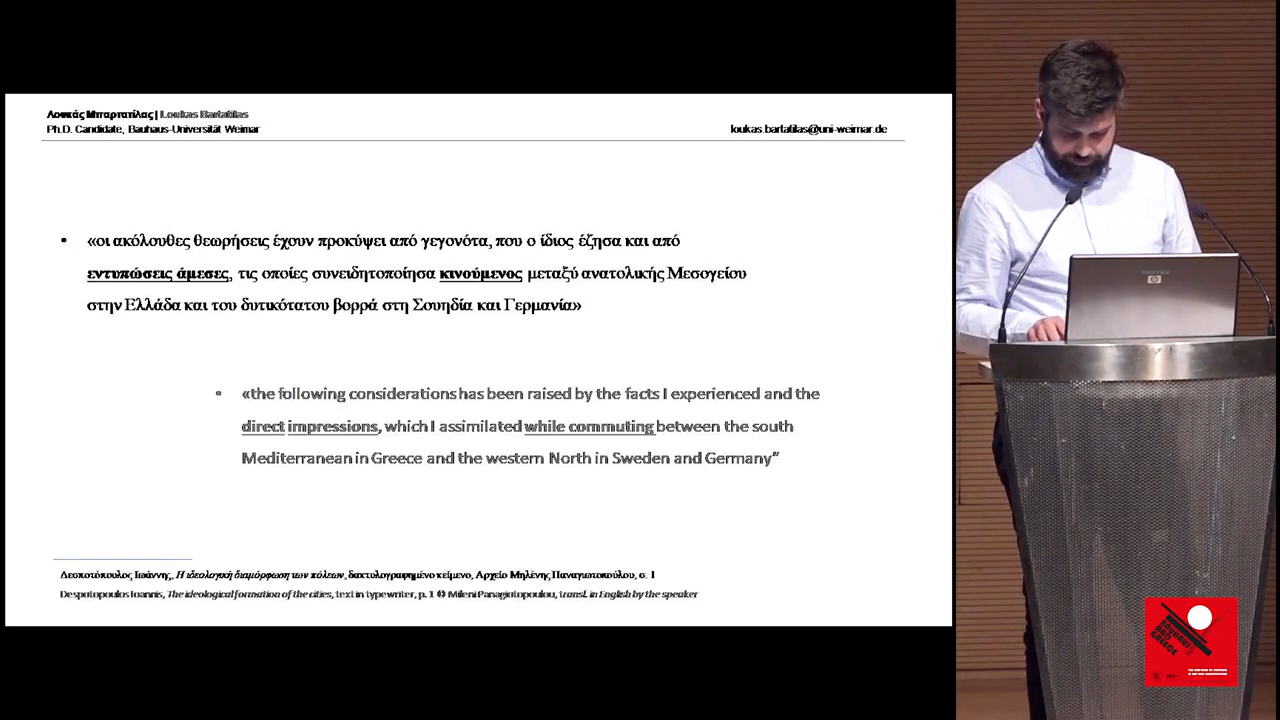 Λουκάς Μπαρτατίλας | Loukas Bartatilas
Ph.D. Candidate, Bauhaus-Universität Weimar
loukas.bartatilas@uni-weimar.de
• «οι ακόλουθες θεωρήσεις έχουν προκύψει από γεγονότα, που ο ίδιος έζησα και από
εντυπώσεις άμεσες, τις οποίες συνειδητοποίησα κινούμενος μεταξύ ανατολικής Μεσογείου
στην Ελλάδα και του δυτικότατου βορρά στη Σουηδία και Γερμανία»
• «the following considerations has been raised by the facts I experienced and the
direct impressions, which I assimilated while commuting between the south
Mediterranean in Greece and the western North in Sweden and Germany”
Δεσποτόπουλος Ιωάννης, Η ιδεολογική διαμόρφωση των πόλεων, δακτυλογραφημένο κείμενο, Αρχείο Μηλένης Παναγιωτοπούλου, σ. 1
Despotopoulos Ioannis, The ideological formation of the cities, text in typewriter, p. 1 © Mileni Panagiotopoulou, transl. in English by the speaker
hp
BAUHAUS
AND
GREECE